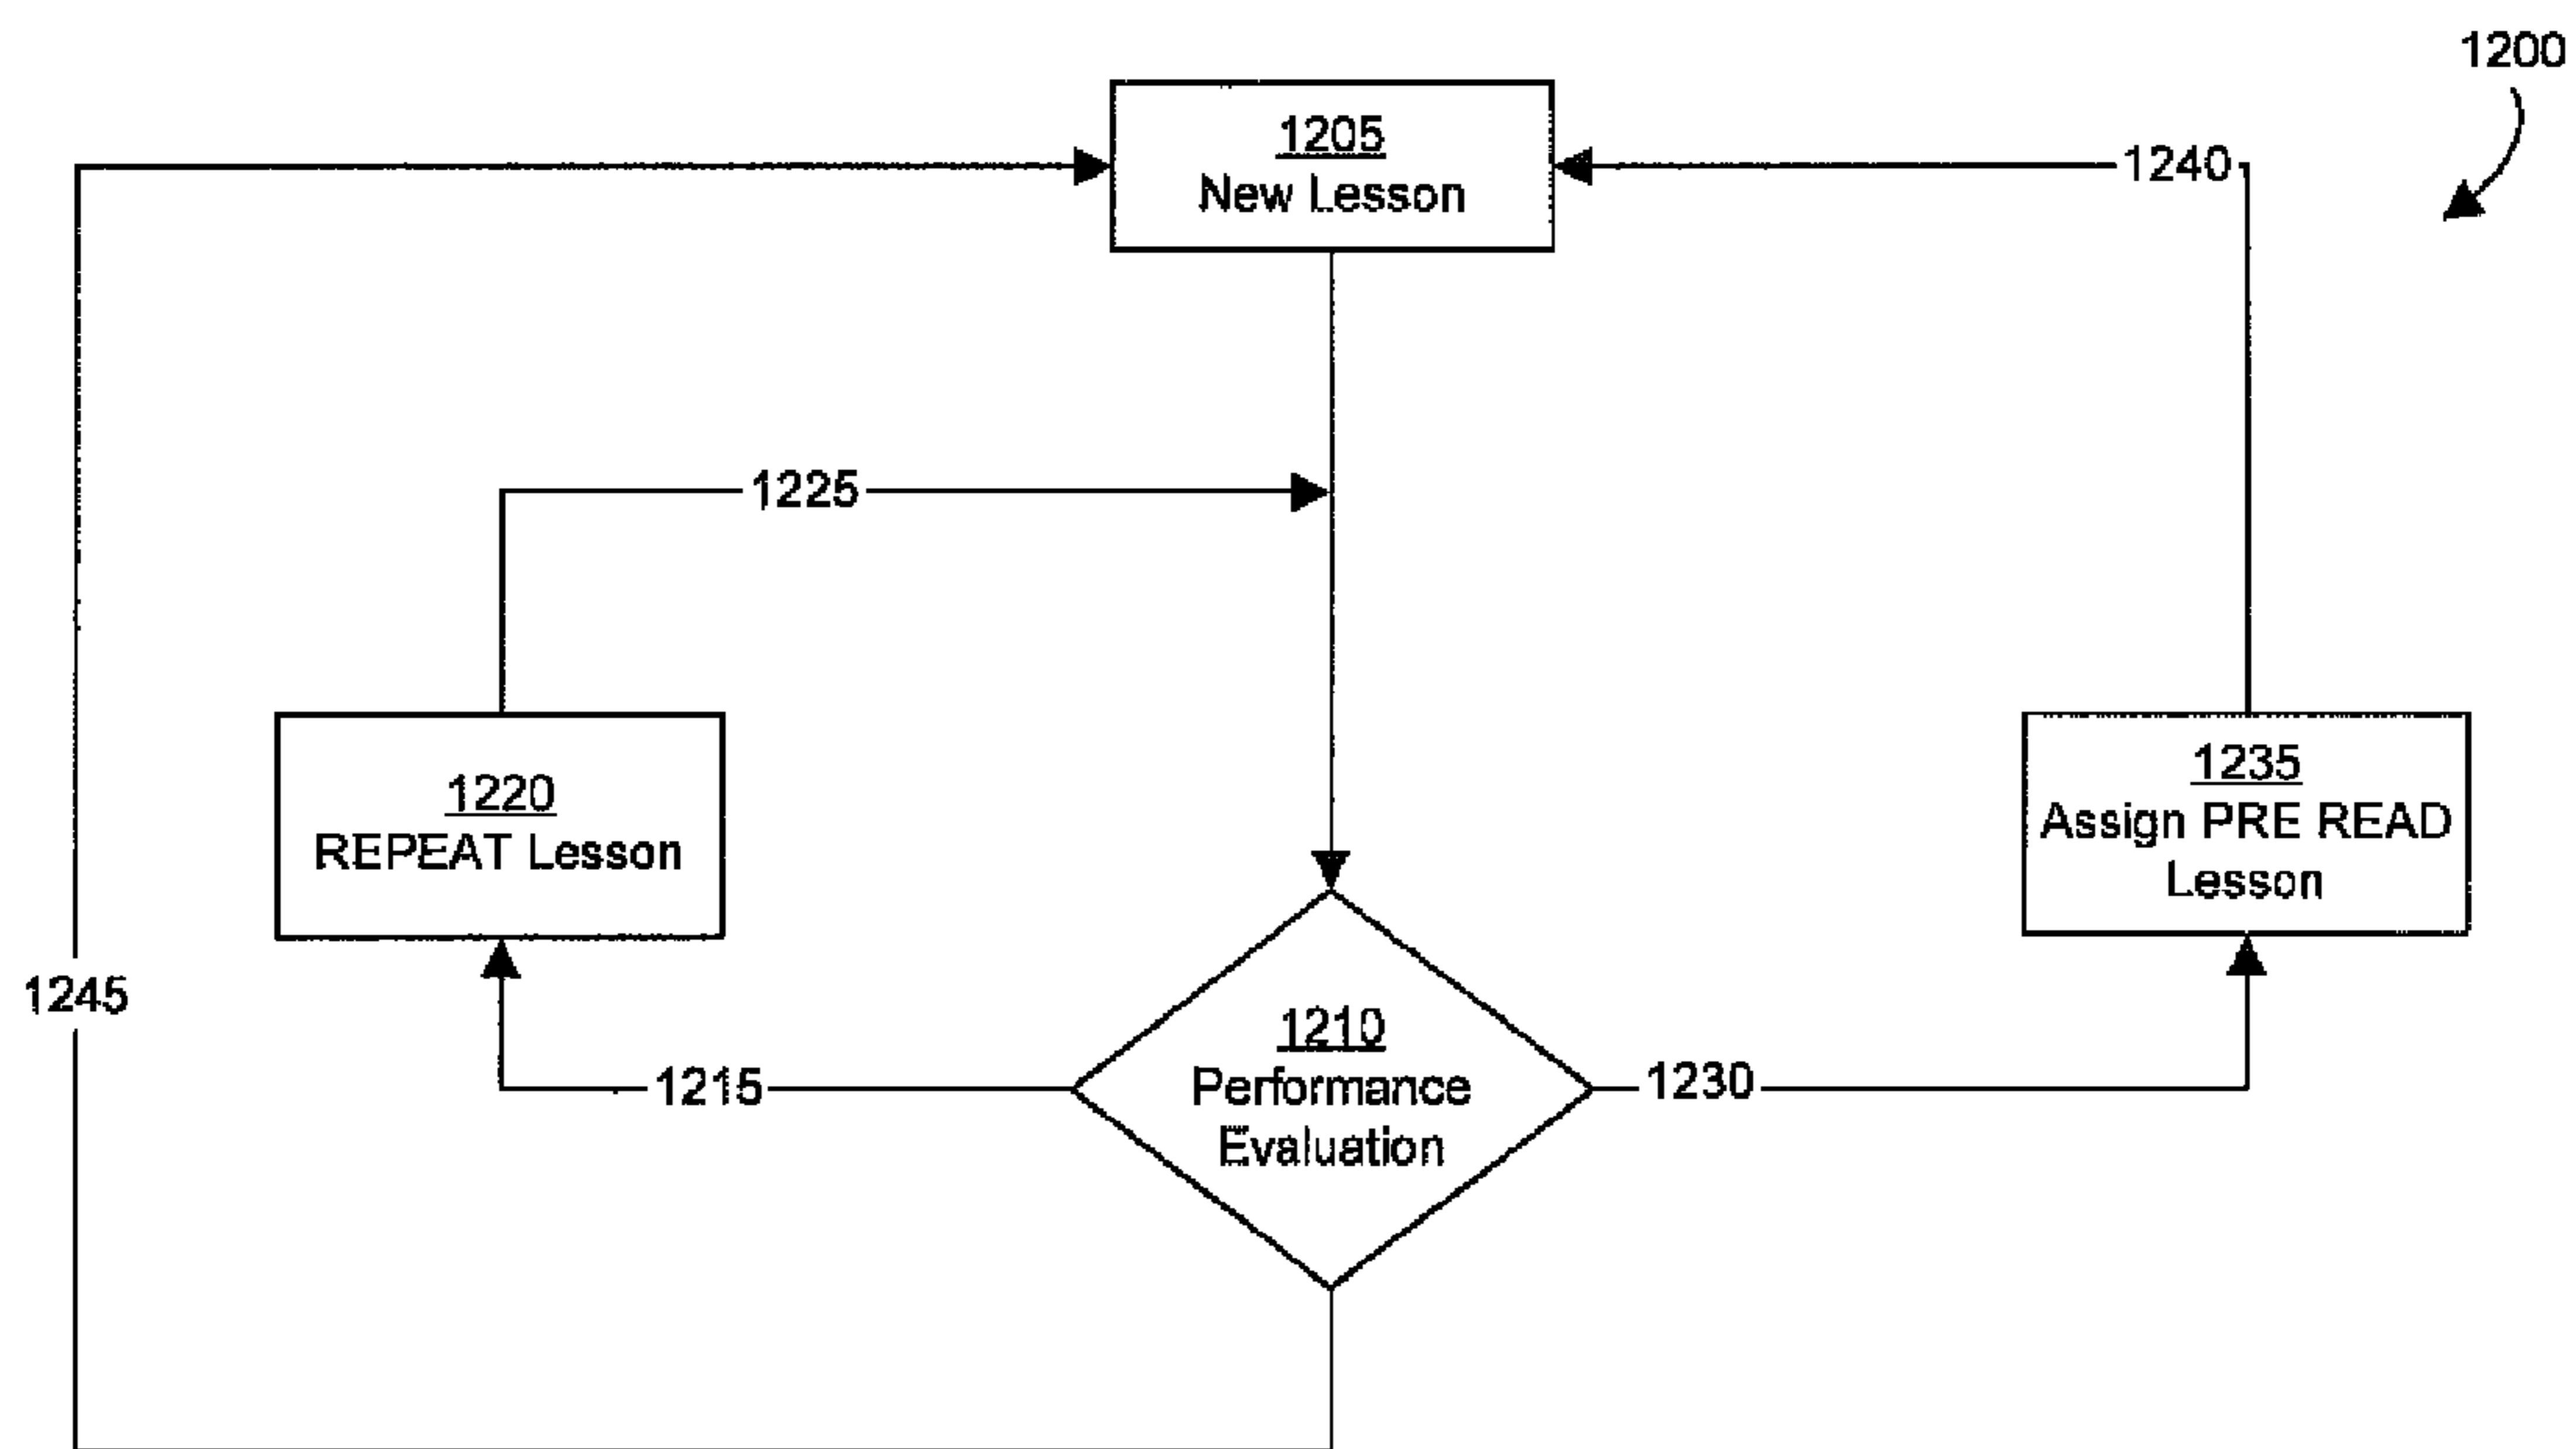 1200
1205
New Lesson
1240
1225
1220
REPEAT Lesson
1235
Assign PRE READ
Lesson
1245
1210
Performance
Evaluation
1215
1230